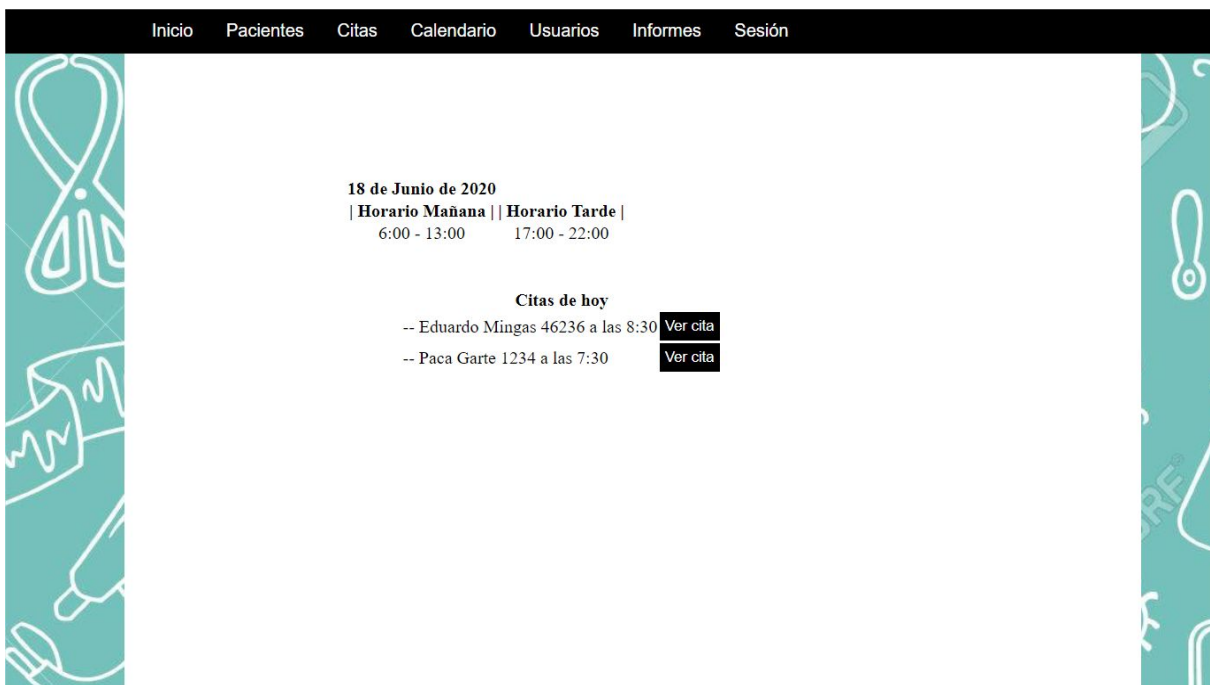 Inicio Pacientes Citas Calendario Usuarios Informes Sesión
18 de Junio de 2020
| Horario Mañana | | Horario Tarde |
6:00 - 13:00 17:00 - 22:00
Citas de hoy
-- Eduardo Mingas 46236 a las 8:30 Ver cita
-- Paca Garte 1234 a las 7:30 Ver cita